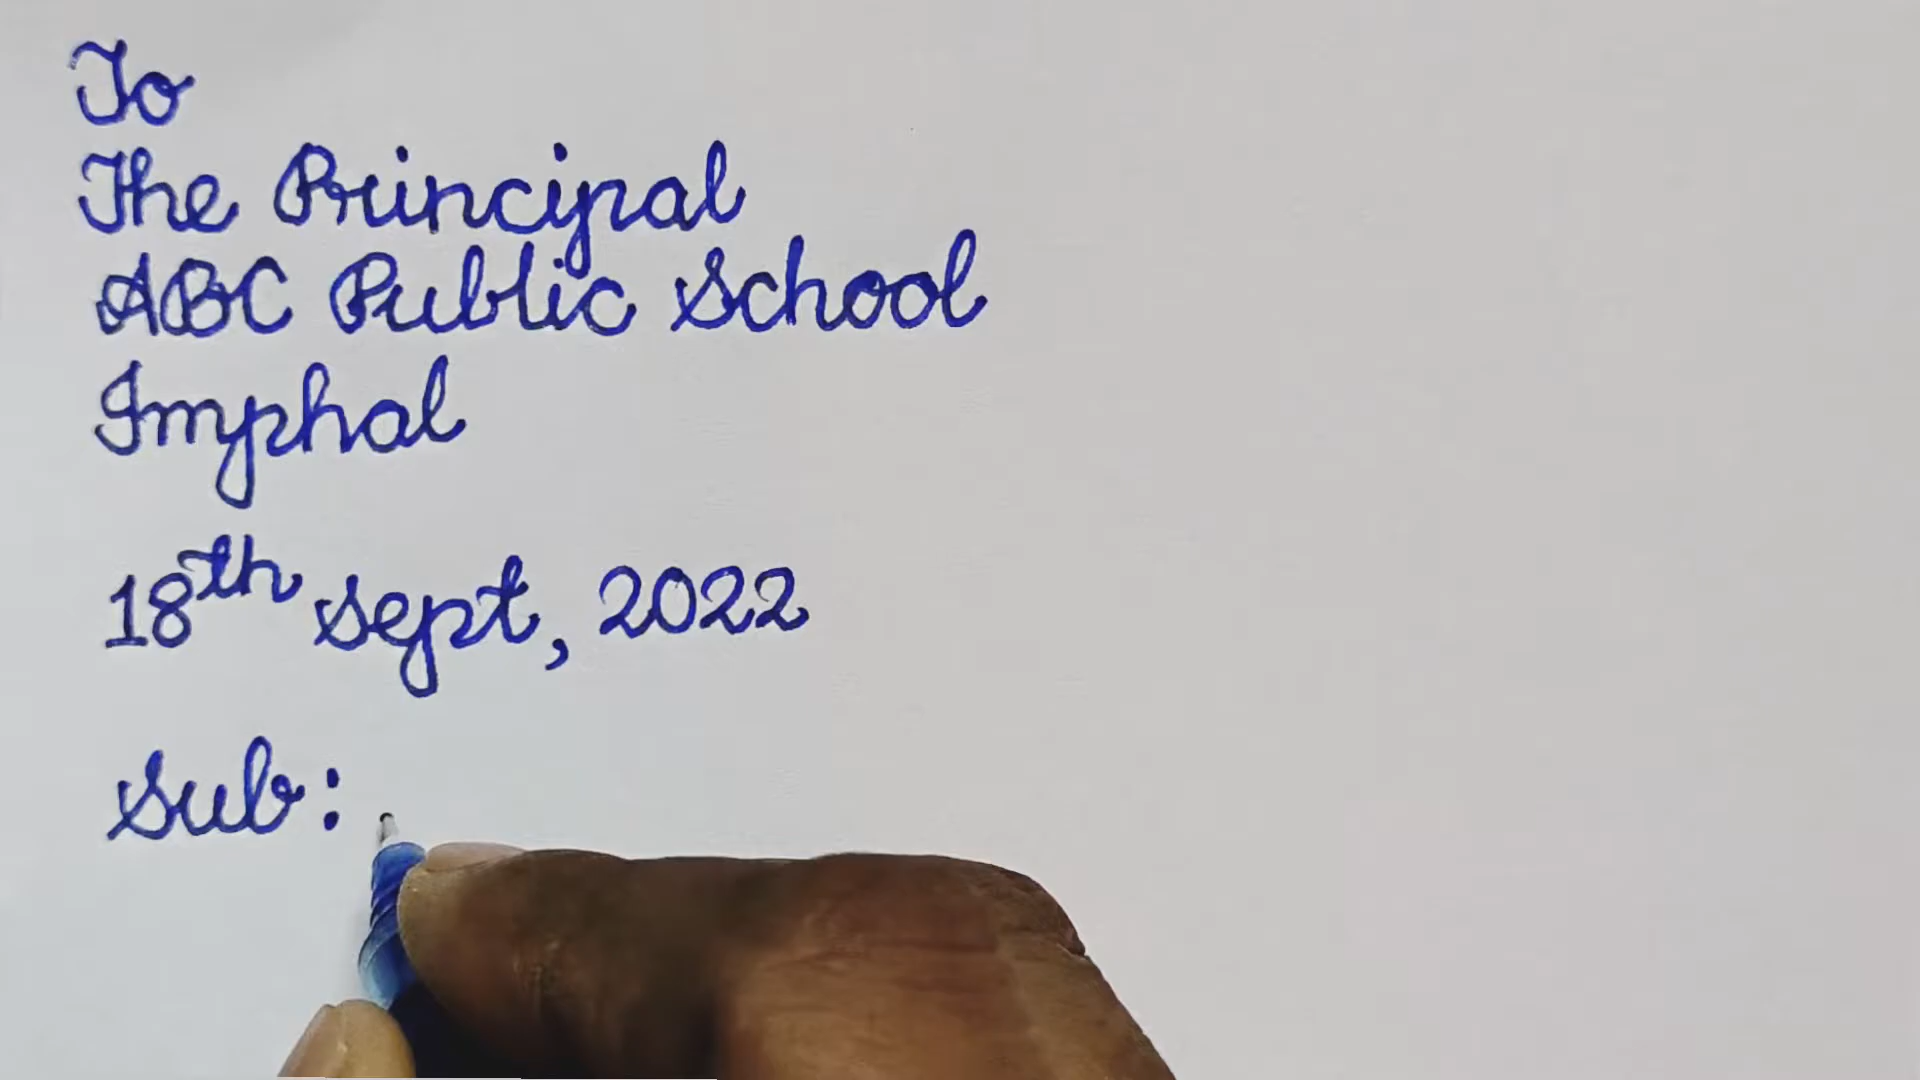 To
The Principal
ABC Public School
Imphal
18th Sept, 2022
Sub: